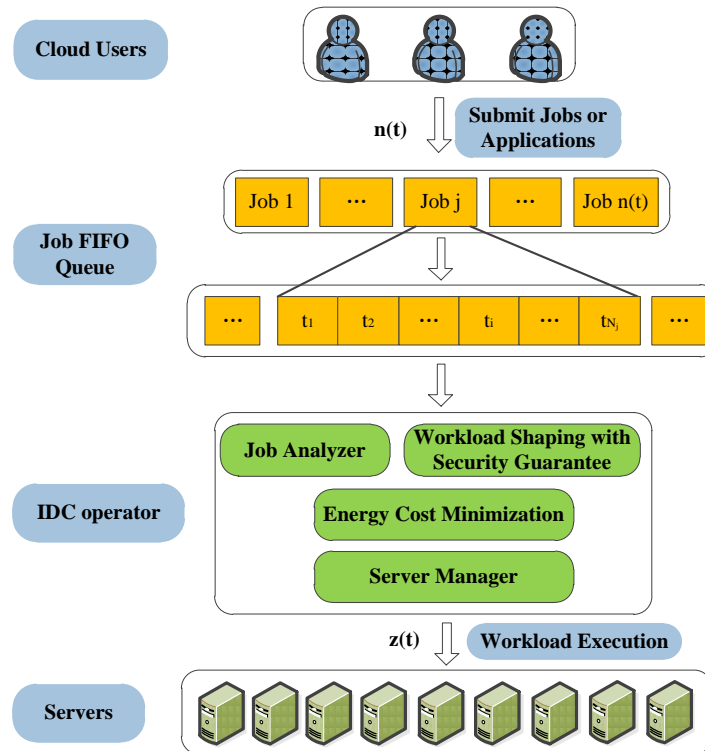 Cloud Users
n(t)
Submit Jobs or
Applications
Job 1 ... Job j ... Job n(t)
Job FIFO
Queue
... t1 t2 ... ti ... tNj ...
Job Analyzer
Workload Shaping with
Security Guarantee
IDC operator
Energy Cost Minimization
Server Manager
z(t)
Workload Execution
Servers